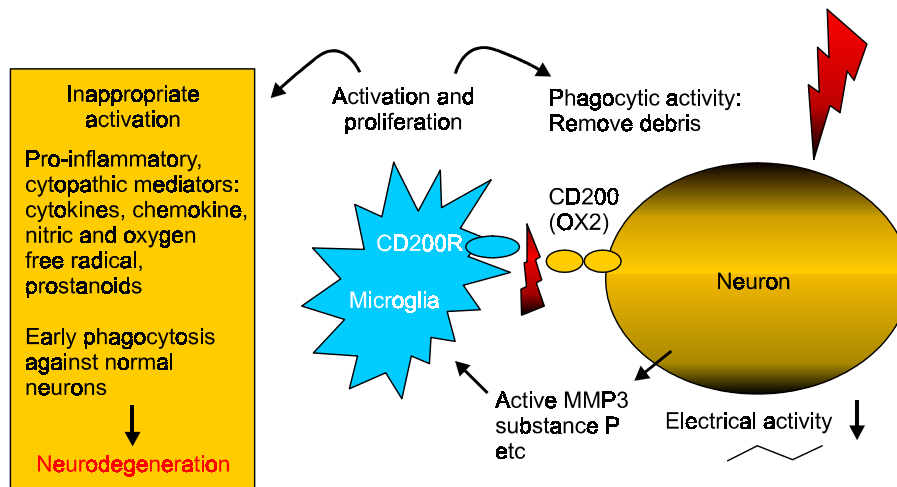 Inappropriate
activation
Pro-inflammatory,
cytopathic mediators:
cytokines, chemokine,
nitric and oxygen
free radical,
prostanoids
Early phagocytosis
against normal
neurons
Neurodegeneration
Activation and
proliferation
Phagocytic activity:
Remove debris
CD200R
Microglia
CD200
(OX2)
Neuron
Active MMP3
substance P
etc
Electrical activity